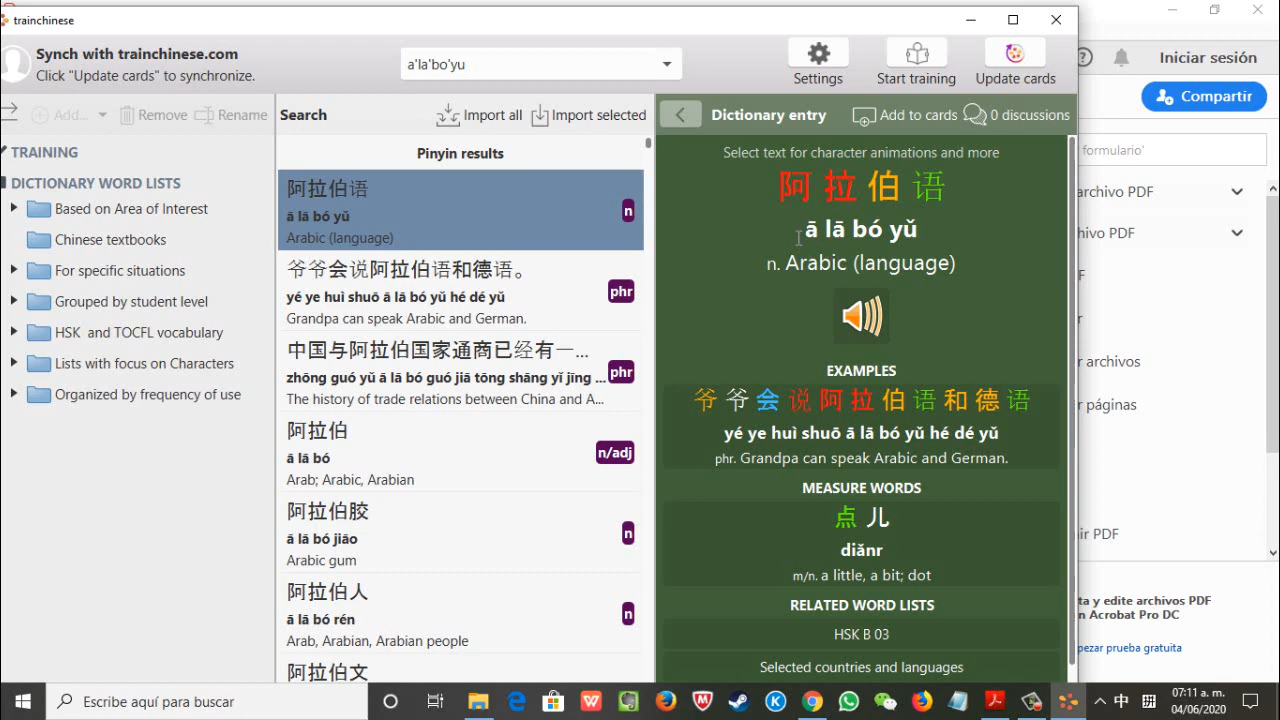 trainchinese
Synch with trainchinese.com
Click "Update cards" to synchronize.
a'la'bo'yu
Settings
Start training
Update cards
Iniciar sesión
Compartir
Add...
Remove
Rename
Search
Import all
Import selected
Dictionary entry
Add to cards
0 discussions
TRAINING
DICTIONARY WORD LISTS
Based on Area of Interest
Chinese textbooks
For specific situations
Grouped by student level
HSK and TOCFL vocabulary
Lists with focus on Characters
Organized by frequency of use
Pinyin results
阿拉伯语
ā lā bó yǔ
n
Arabic (language)
爷爷会说阿拉伯语和德语。
yé ye huì shuō ā lā bó yǔ hé dé yǔ
phr
Grandpa can speak Arabic and German.
中国与阿拉伯国家通商已经有一...
zhōng guó yǔ ā lā bó guó jiā tōng shāng yǐ jīng ...
phr
The history of trade relations between China and A...
阿拉伯
ā lā bó
n/adj
Arab; Arabic, Arabian
阿拉伯胶
ā lā bó jiāo
n
Arabic gum
阿拉伯人
ā lā bó rén
n
Arab, Arabian, Arabian people
阿拉伯文
Select text for character animations and more
阿拉伯语
ā lā bó yǔ
n. Arabic (language)
EXAMPLES
爷爷会说阿拉伯语和德语
yé ye huì shuō ā lā bó yǔ hé dé yǔ
phr. Grandpa can speak Arabic and German.
MEASURE WORDS
点儿
diǎnr
m/n. a little, a bit; dot
RELATED WORD LISTS
HSK B 03
Selected countries and languages
formulario'
archivo PDF
hivo PDF
F
r
r archivos
r páginas
ir PDF
ta y edite archivos PDF
n Acrobat Pro DC
pezar prueba gratuita
Escribe aquí para buscar
中
拼
07:11 a. m.
04/06/2020